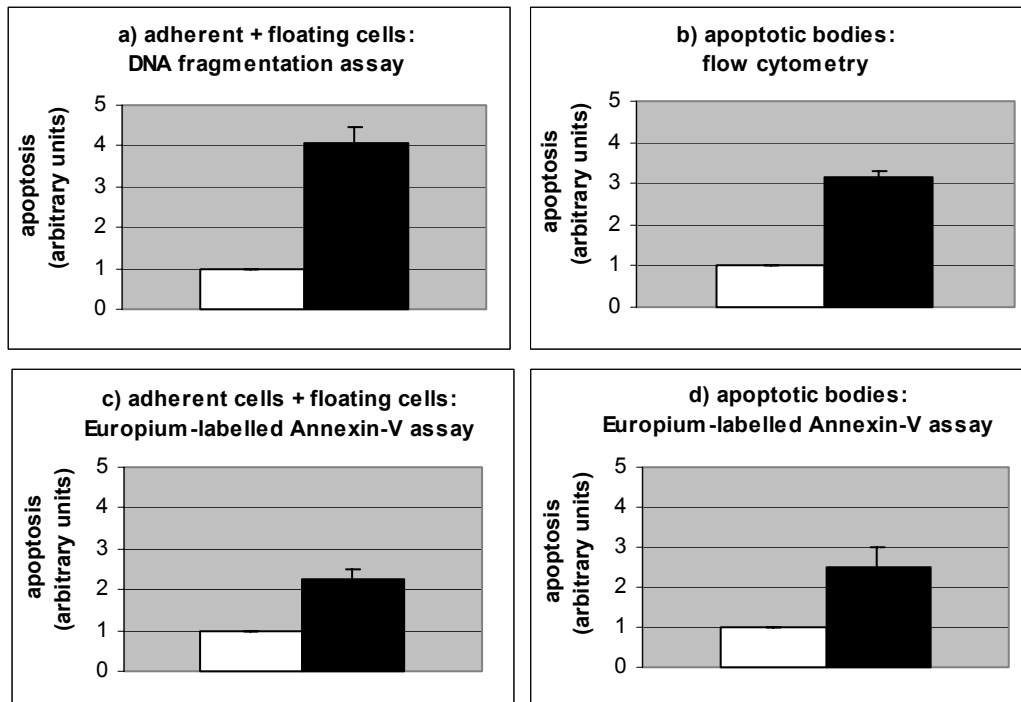 a) adherent + floating cells:
DNA fragmentation assay
apoptosis
(arbitrary units)
5
4
3
2
1
0
b) apoptotic bodies:
flow cytometry
apoptosis
(arbitrary units)
5
4
3
2
1
0
c) adherent cells + floating cells:
Europium-labelled Annexin-V assay
apoptosis
(arbitrary units)
5
4
3
2
1
0
d) apoptotic bodies:
Europium-labelled Annexin-V assay
apoptosis
(arbitrary units)
5
4
3
2
1
0